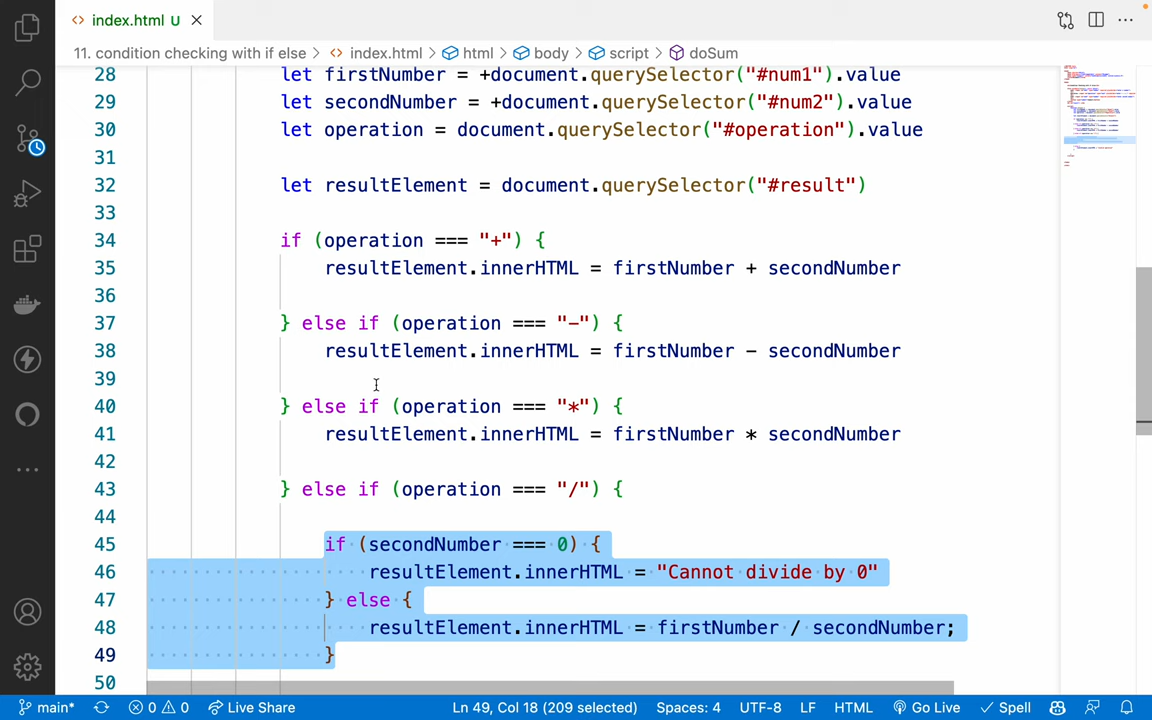 index.html U
11. condition checking with if else > index.html > html > body > script > doSum
28 let firstNumber = +document.querySelector("#num1").value
29 let secondNumber = +document.querySelector("#num2").value
30 let operation = document.querySelector("#operation").value
31
32 let resultElement = document.querySelector("#result")
33
34 if (operation === "+") {
35 resultElement.innerHTML = firstNumber + secondNumber
36
37 } else if (operation === "-") {
38 resultElement.innerHTML = firstNumber - secondNumber
39
40 } else if (operation === "*") {
41 resultElement.innerHTML = firstNumber * secondNumber
42
43 } else if (operation === "/") {
44
45 if (secondNumber === 0) {
46 resultElement.innerHTML = "Cannot divide by 0"
47 } else {
48 resultElement.innerHTML = firstNumber / secondNumber;
49 }
50
main* 0 0 Live Share Ln 49, Col 18 (209 selected) Spaces: 4 UTF-8 LF HTML Go Live Spell